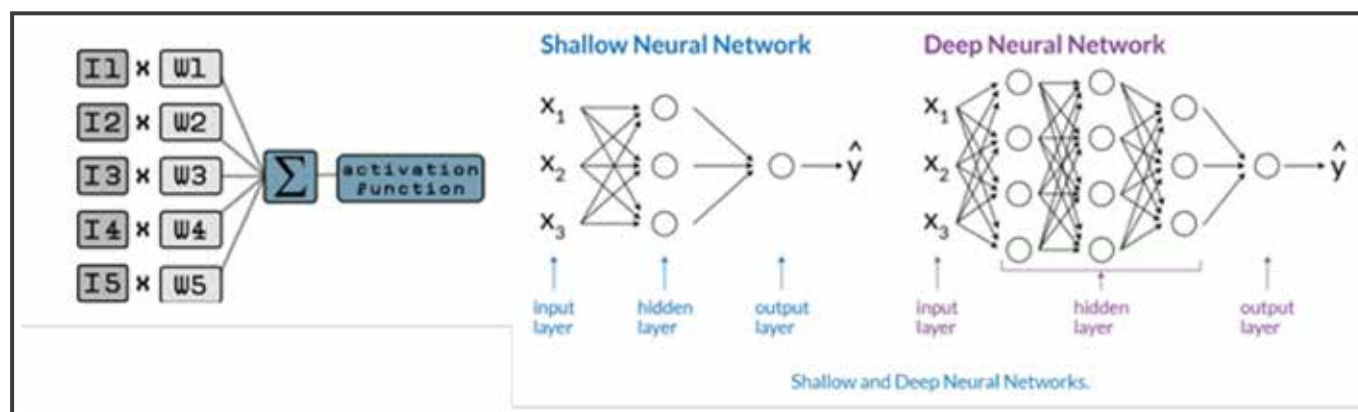 I1 x W1
I2 x W2
I3 x W3
I4 x W4
I5 x W5
Σ
activation function
Shallow Neural Network
X1
X2
X3
ŷ
input layer
hidden layer
output layer
Deep Neural Network
X1
X2
X3
ŷ
input layer
hidden layer
output layer
Shallow and Deep Neural Networks.